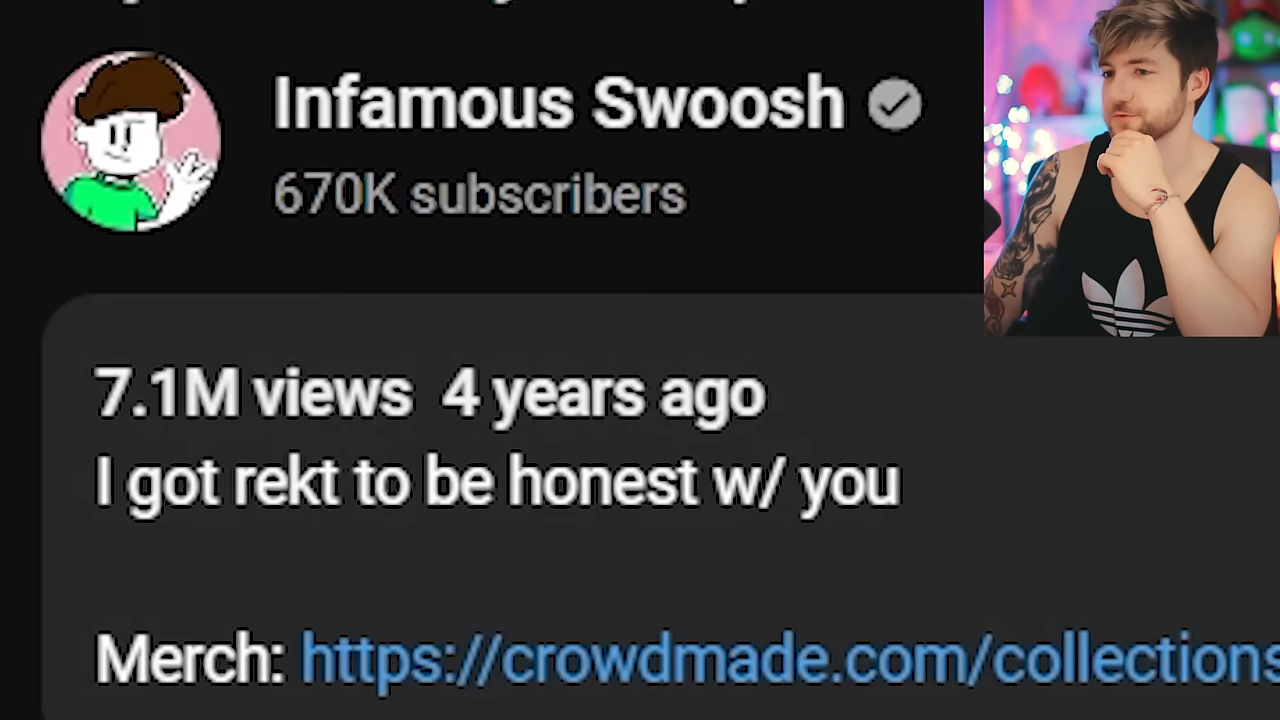 Infamous Swoosh
670K subscribers
7.1M views 4 years ago
I got rekt to be honest w/ you
Merch: https://crowdmade.com/collections